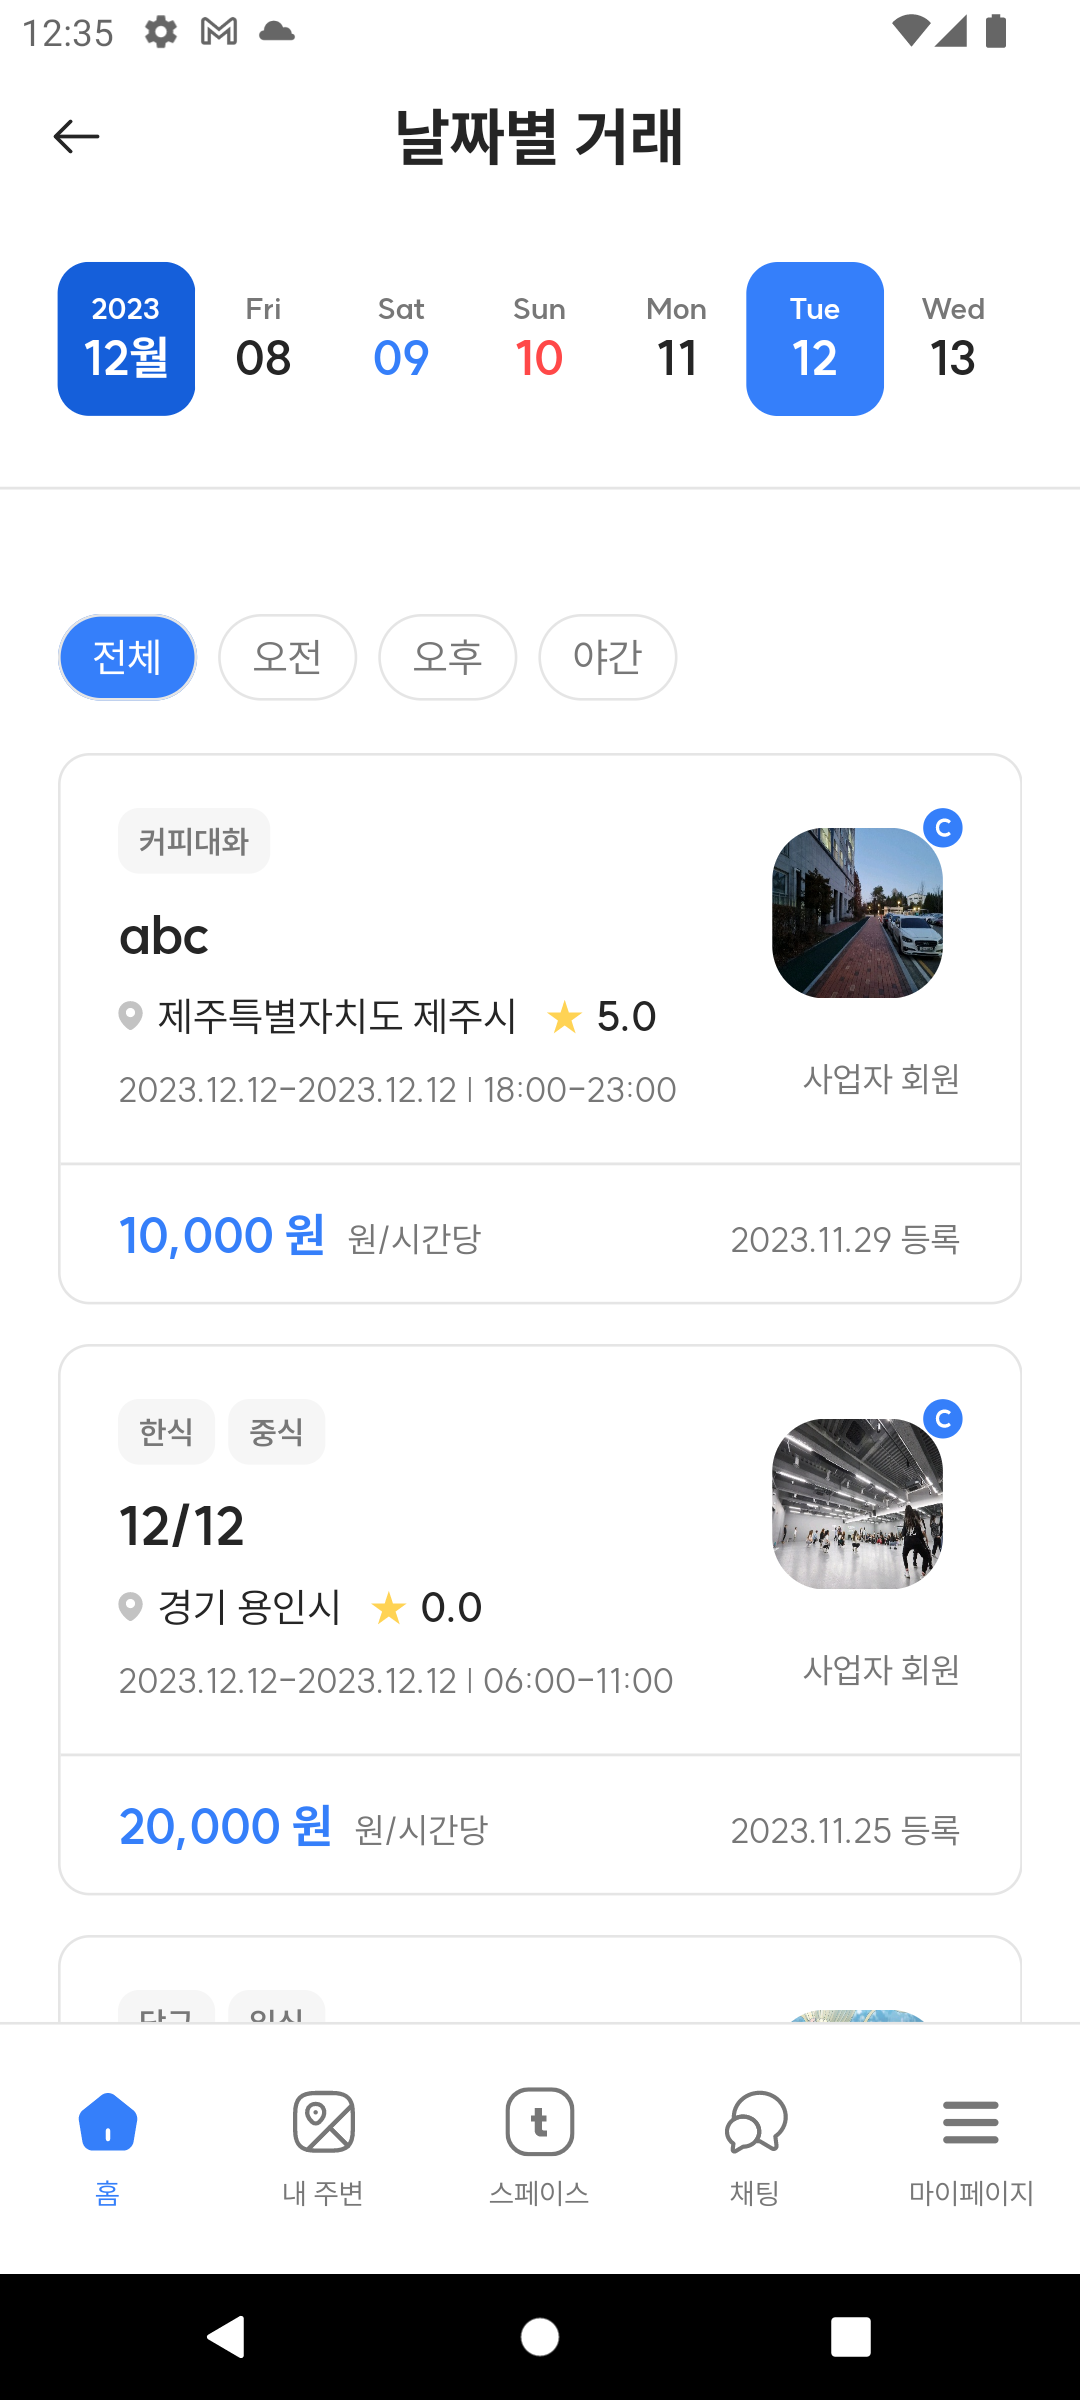 12:35
날짜별 거래
2023 Fri Sat Sun Mon Tue Wed
12월 08 09 10 11 12 13
전체 오전 오후 야간
커피대화
C
abc
제주특별자치도 제주시 5.0
2023.12.12-2023.12.12 | 18:00-23:00
사업자 회원
10,000 원 원/시간당 2023.11.29 등록
한식 중식
C
12/12
경기 용인시 0.0
2023.12.12-2023.12.12 | 06:00-11:00
사업자 회원
20,000 원 원/시간당 2023.11.25 등록
t
홈 내 주변 스페이스 채팅 마이페이지